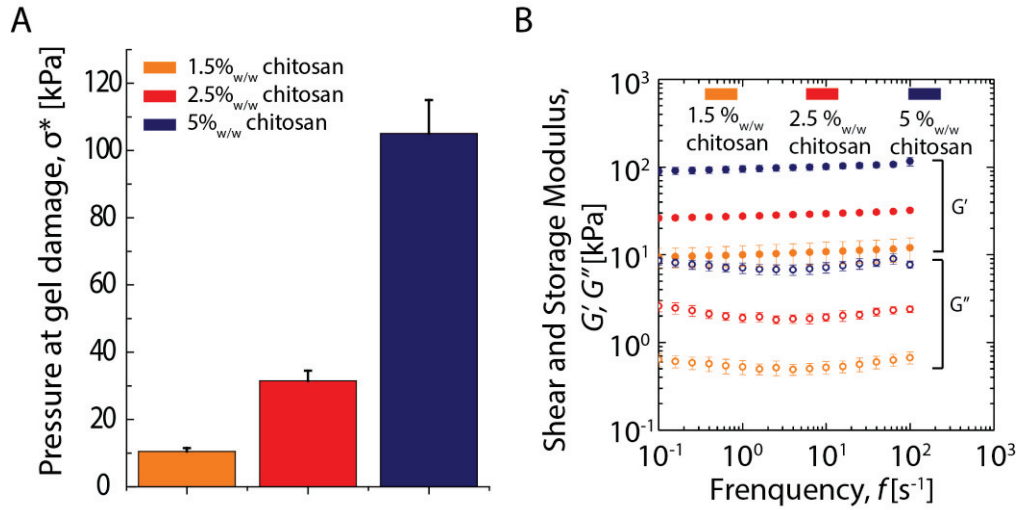 A
Pressure at gel damage, σ* [kPa]
120
100
80
60
40
20
0
1.5%w/w chitosan
2.5%w/w chitosan
5%w/w chitosan
B
Shear and Storage Modulus,
G′, G″ [kPa]
10³
10²
10¹
10⁰
10⁻¹
1.5 %w/w
chitosan
2.5 %w/w
chitosan
5 %w/w
chitosan
G′
G″
10⁻¹ 10⁰ 10¹ 10² 10³
Frenquency, f [s⁻¹]